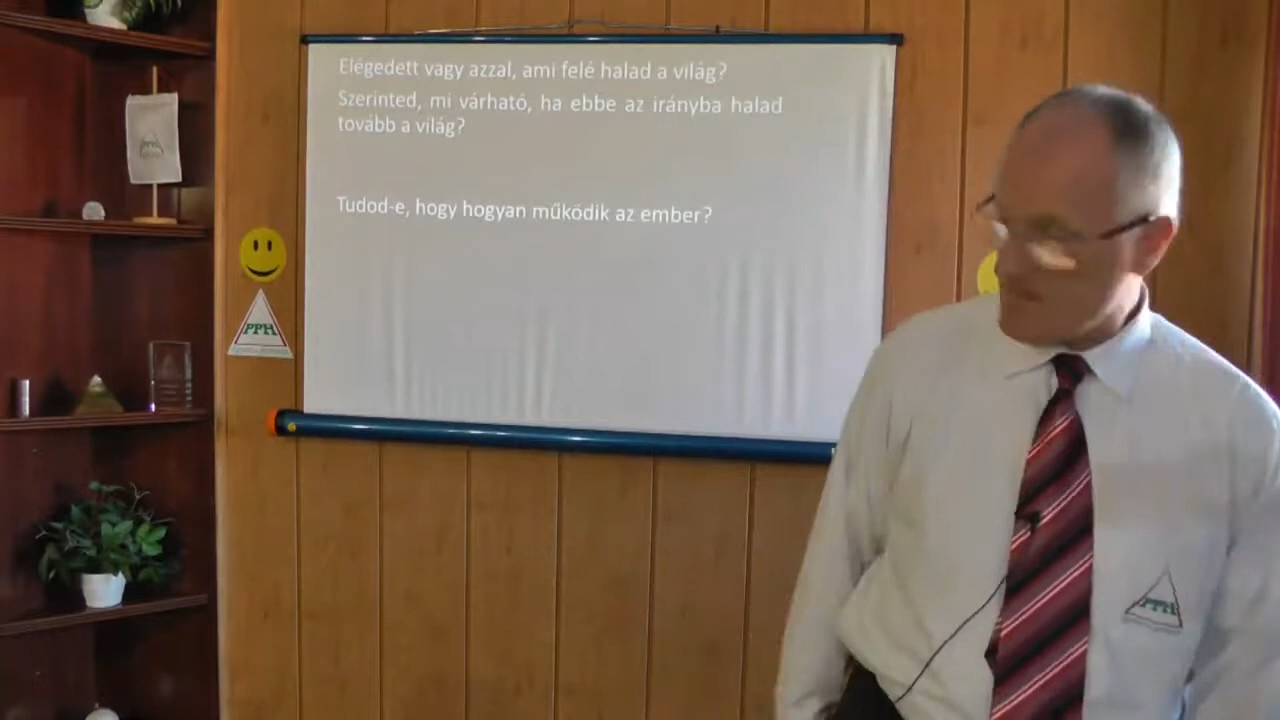 Elégedett vagy azzal, ami felé halad a világ?
Szerinted, mi várható, ha ebbe az irányba halad
tovább a világ?
Tudod-e, hogy hogyan működik az ember?
PPH
PPH